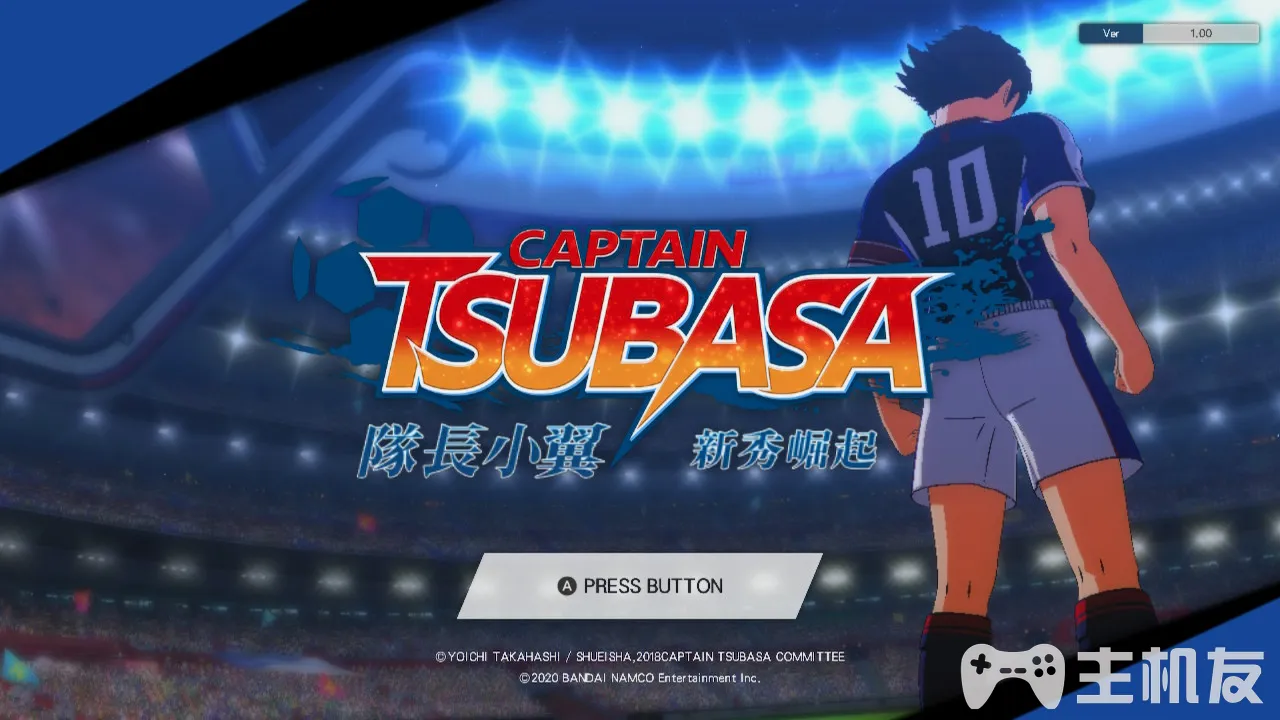 Ver 1.00
10
CAPTAIN
TSUBASA
隊長小翼 新秀崛起
A PRESS BUTTON
©YOICHI TAKAHASHI / SHUEISHA,2018CAPTAIN TSUBASA COMMITTEE
©2020 BANDAI NAMCO Entertainment Inc.
主机友